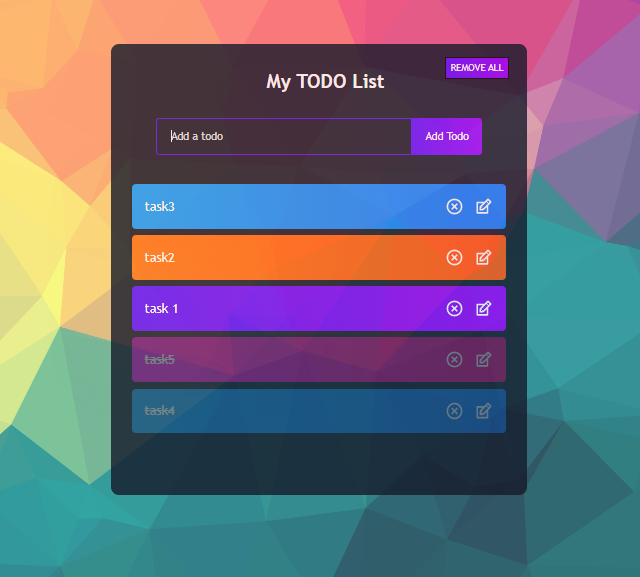 REMOVE ALL
My TODO List
Add a todo
Add Todo
task3
task2
task 1
task5
task4